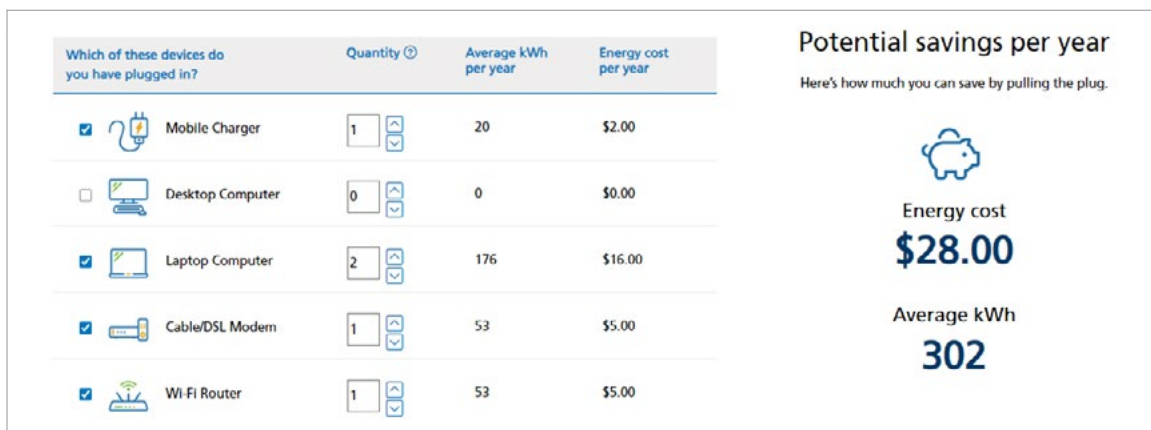 Which of these devices do
you have plugged in?
Quantity ?
Average kWh
per year
Energy cost
per year
Mobile Charger
1
20
$2.00
Desktop Computer
0
0
$0.00
Laptop Computer
2
176
$16.00
Cable/DSL Modem
1
53
$5.00
Wi-Fi Router
1
53
$5.00
Potential savings per year
Here's how much you can save by pulling the plug.
Energy cost
$28.00
Average kWh
302